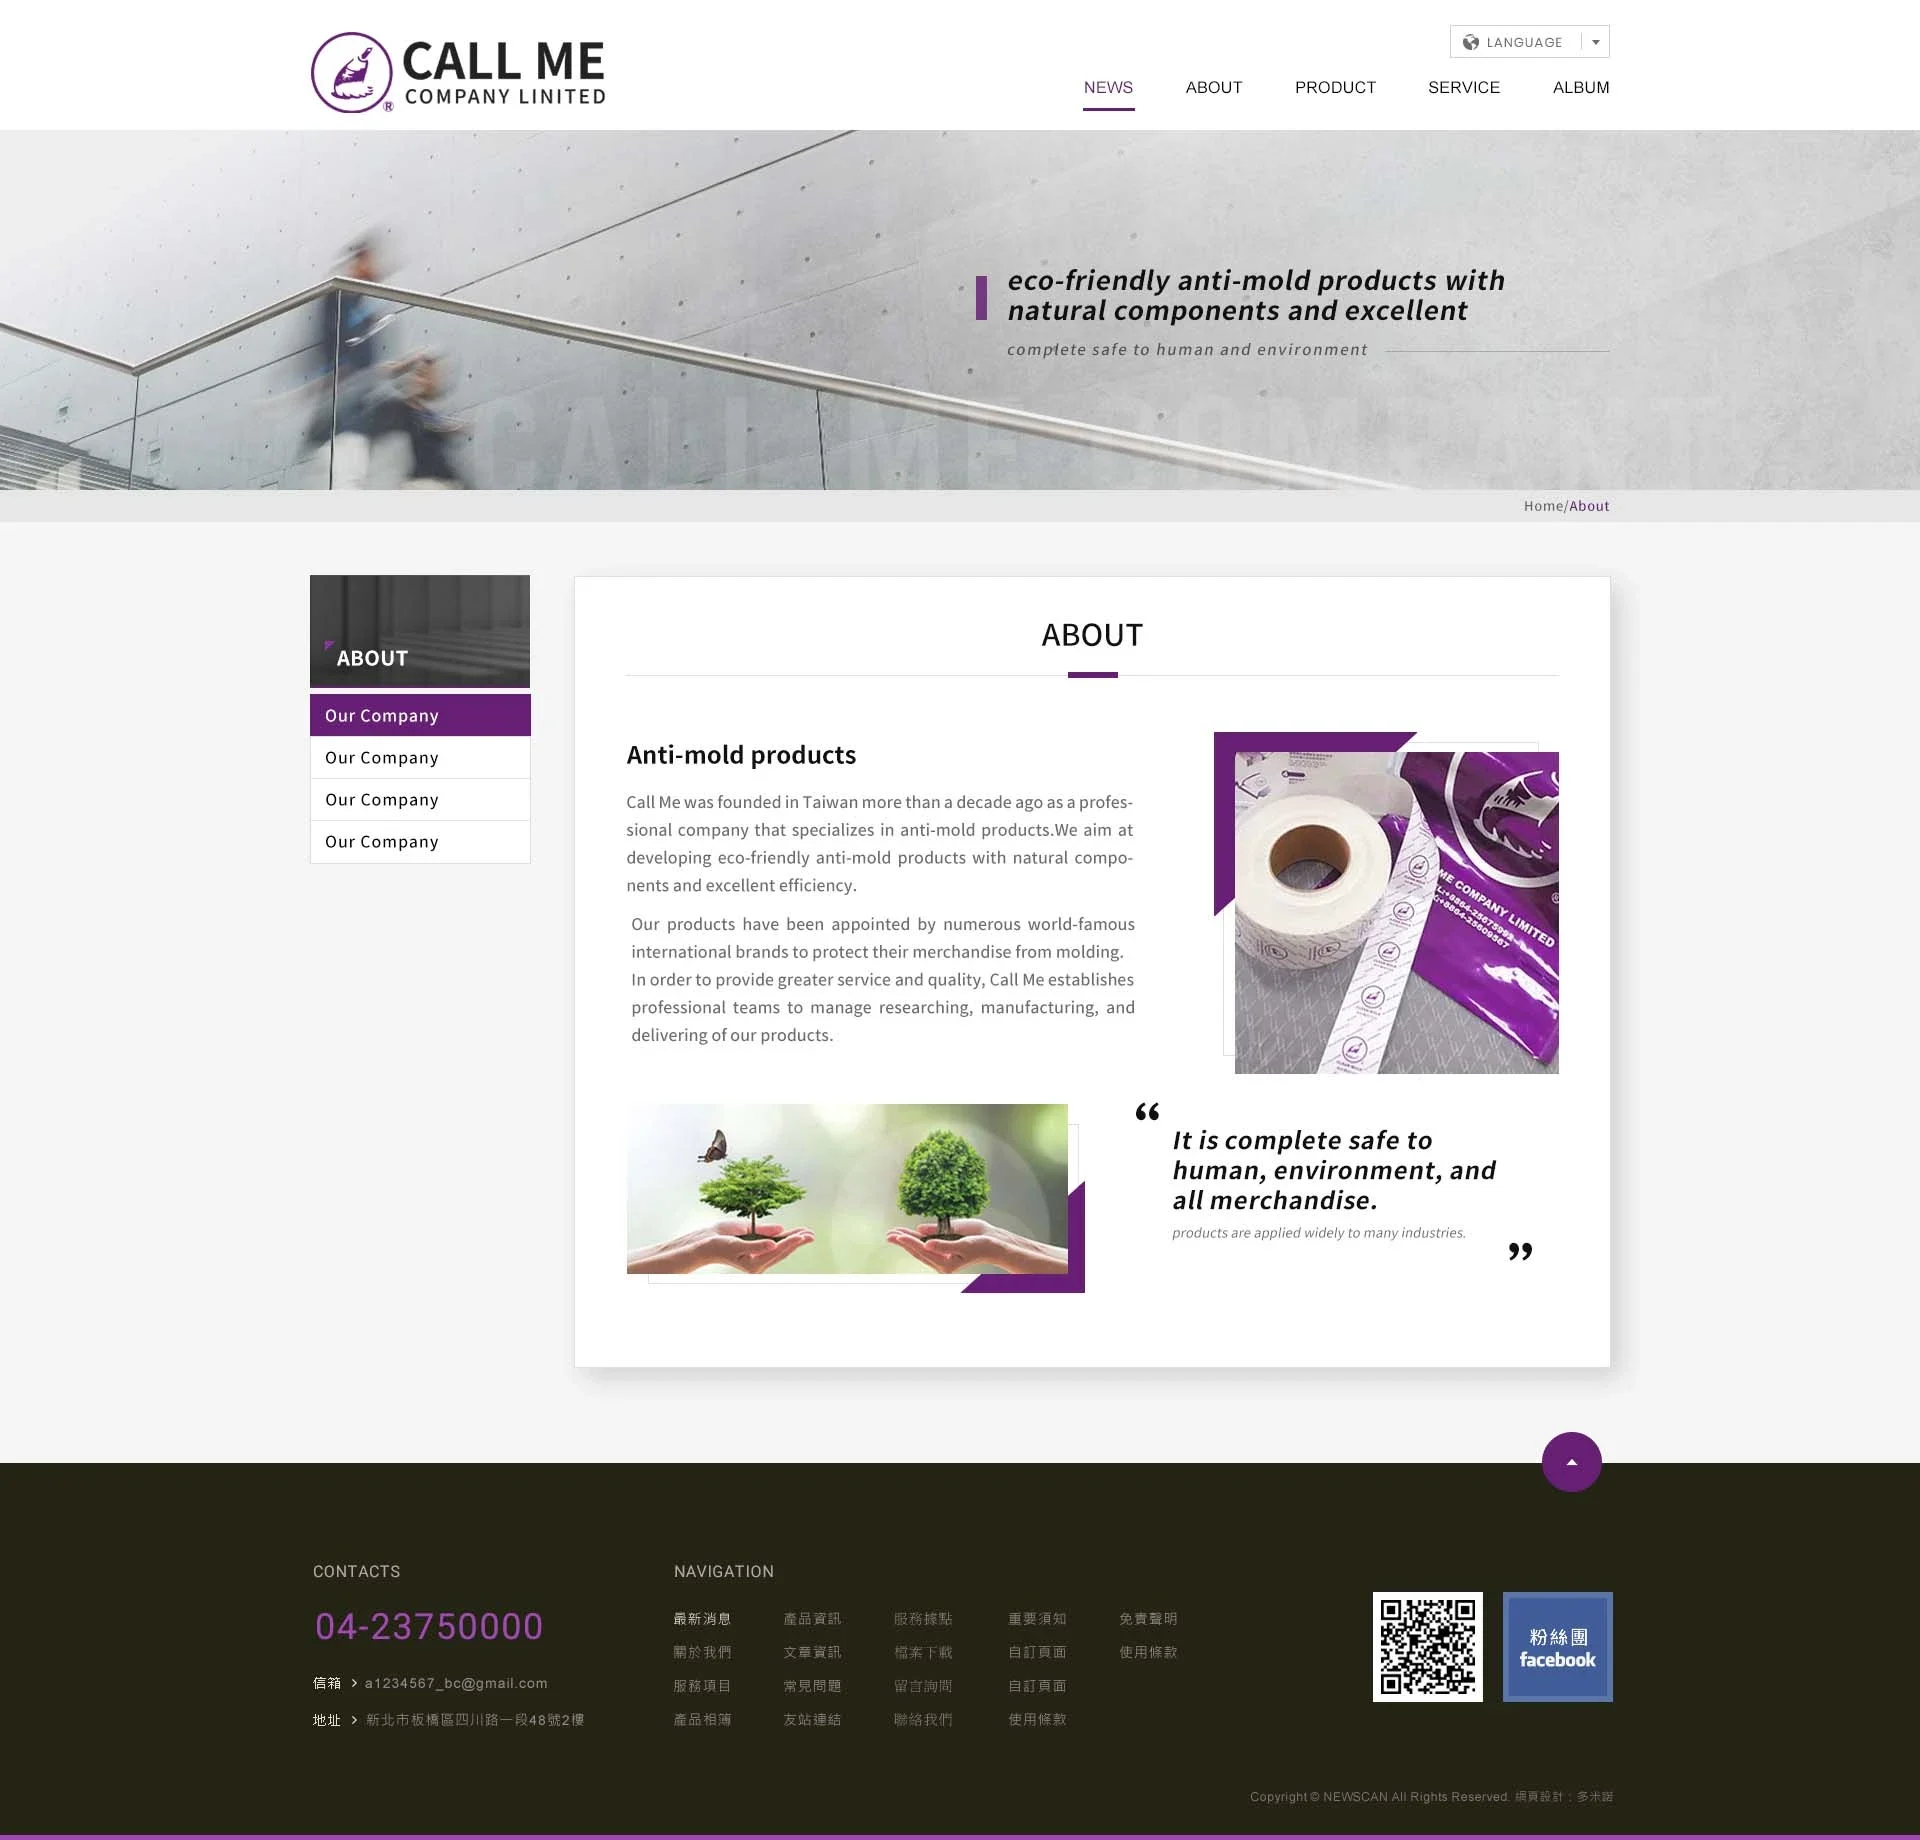 CALL ME
COMPANY LINITED
®
LANGUAGE
NEWS ABOUT PRODUCT SERVICE ALBUM
eco-friendly anti-mold products with
natural components and excellent
complete safe to human and environment
CALL ME COMPANY
Home/About
ABOUT
Our Company
Our Company
Our Company
Our Company
ABOUT
Anti-mold products
Call Me was founded in Taiwan more than a decade ago as a profes-
sional company that specializes in anti-mold products.We aim at
developing eco-friendly anti-mold products with natural compo-
nents and excellent efficiency.
Our products have been appointed by numerous world-famous
international brands to protect their merchandise from molding.
In order to provide greater service and quality, Call Me establishes
professional teams to manage researching, manufacturing, and
delivering of our products.
ME COMPANY LIMITED
“
It is complete safe to
human, environment, and
all merchandise.
products are applied widely to many industries.
”
CONTACTS
04-23750000
信箱 > a1234567_bc@gmail.com
地址 > 新北市板橋區四川路一段48號2樓
NAVIGATION
最新消息 產品資訊 服務據點 重要須知 免責聲明
關於我們 文章資訊 檔案下載 自訂頁面 使用條款
服務項目 常見問題 留言詢問 自訂頁面
產品相簿 友站連結 聯絡我們 使用條款
粉絲團
facebook
Copyright © NEWSCAN All Rights Reserved. 網頁設計：多米諾